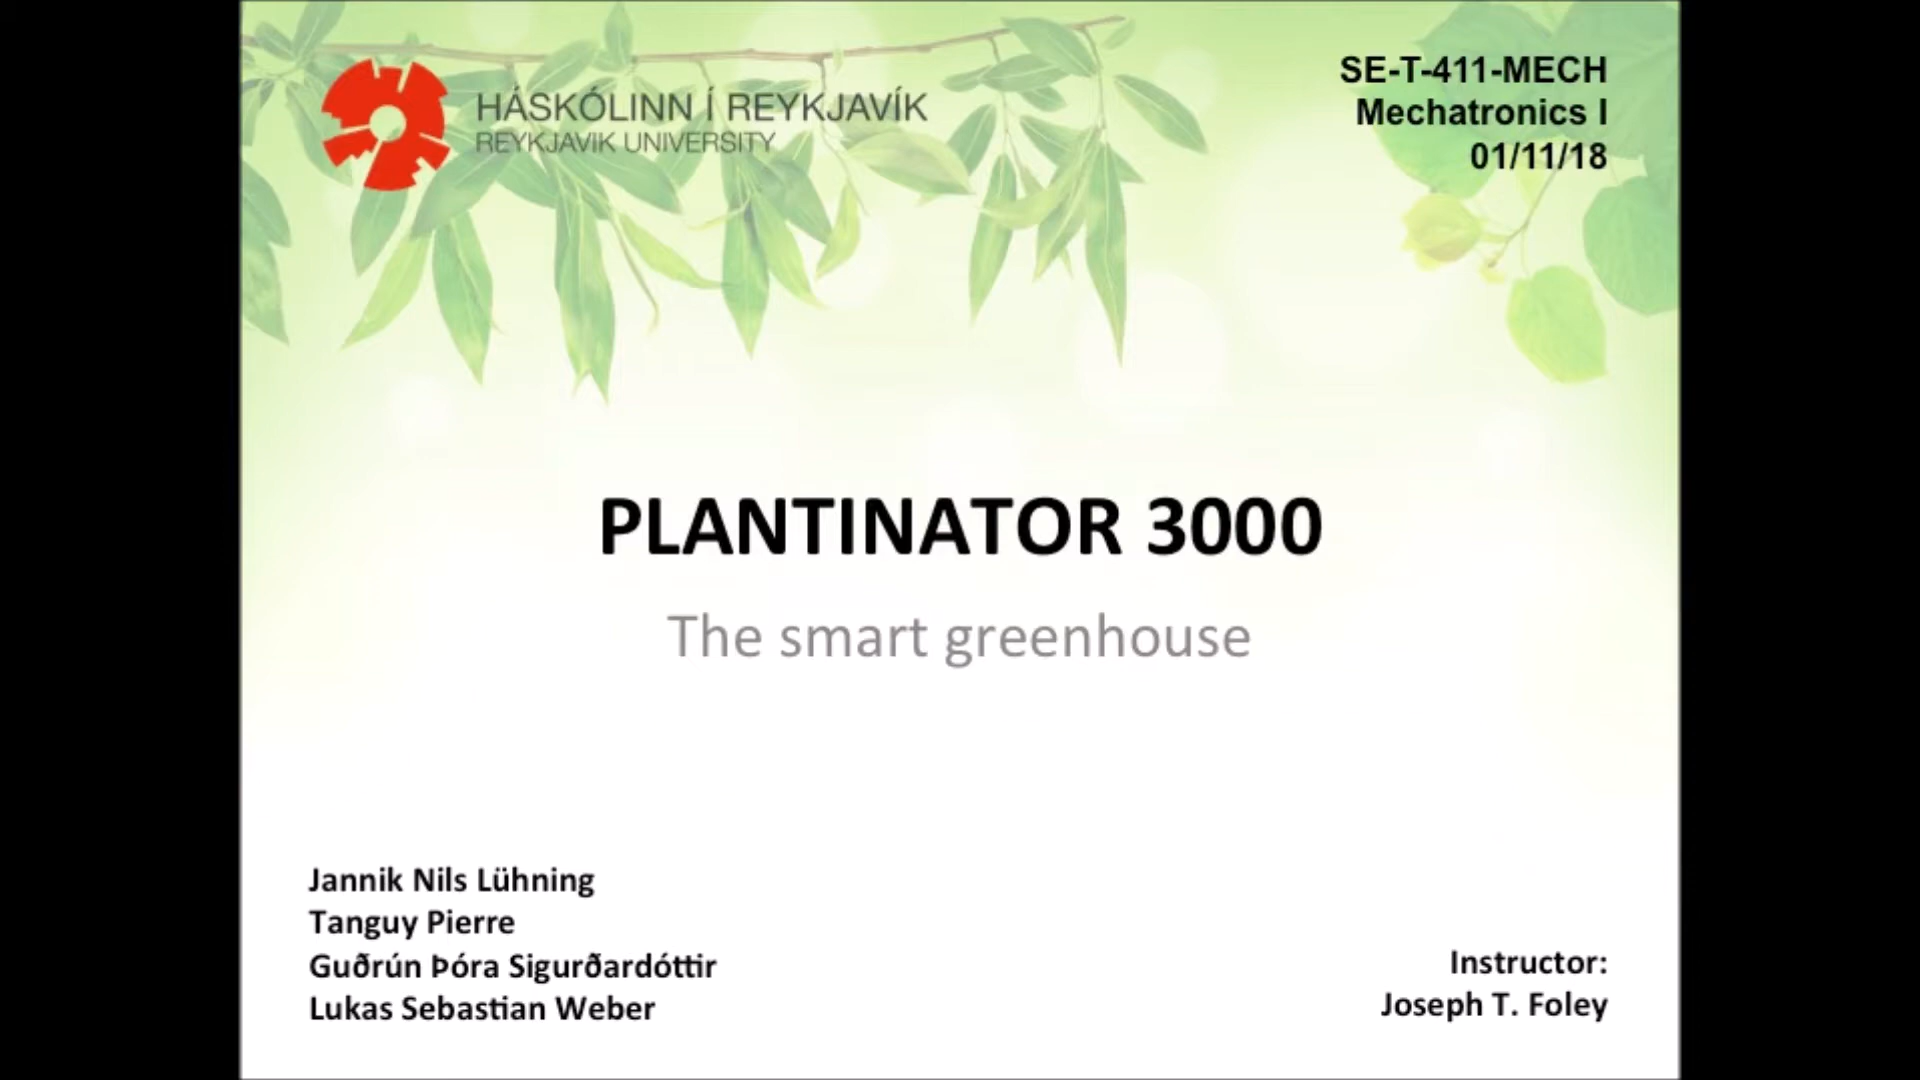 HÁSKÓLINN Í REYKJAVÍK
REYKJAVIK UNIVERSITY
SE-T-411-MECH
Mechatronics I
01/11/18
PLANTINATOR 3000
The smart greenhouse
Jannik Nils Lühning
Tanguy Pierre
Guðrún Þóra Sigurðardóttir
Lukas Sebastian Weber
Instructor:
Joseph T. Foley